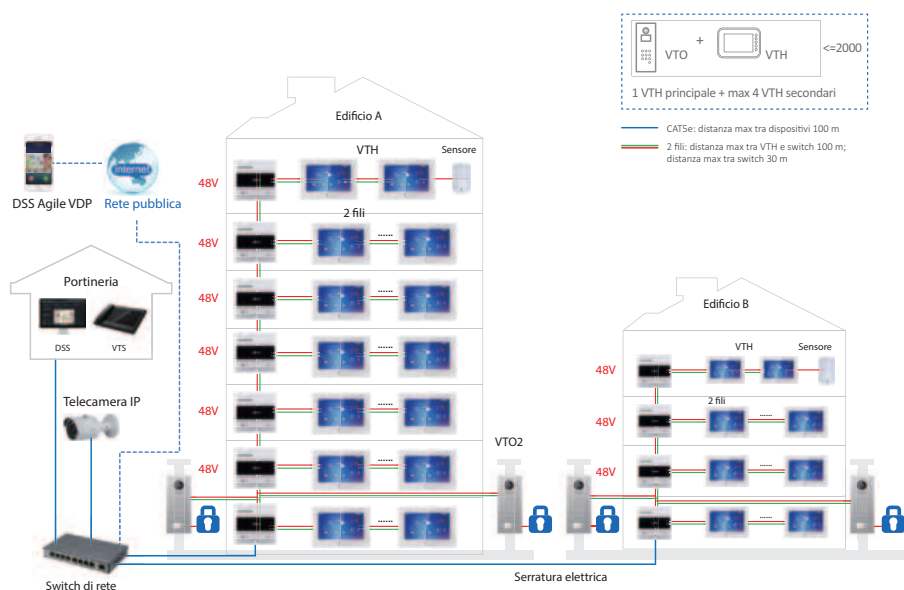 VTO
+
VTH
<=2000
1 VTH principale + max 4 VTH secondari
CAT5e: distanza max tra dispositivi 100 m
2 fili: distanza max tra VTH e switch 100 m;
distanza max tra switch 30 m
Edificio A
VTH
Sensore
48V
2 fili
......
48V
......
48V
......
48V
......
48V
......
48V
......
internet
DSS Agile VDP
Rete pubblica
Portineria
DSS
VTS
Telecamera IP
Switch di rete
VTO2
Serratura elettrica
Edificio B
VTH
Sensore
48V
2 fili
......
48V
......
48V
......